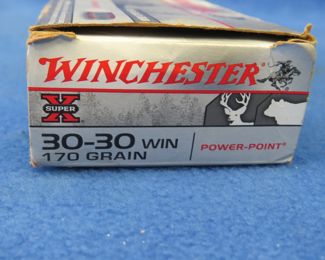 WINCHESTER
SUPER X
30-30 WIN
170 GRAIN
POWER-POINT®